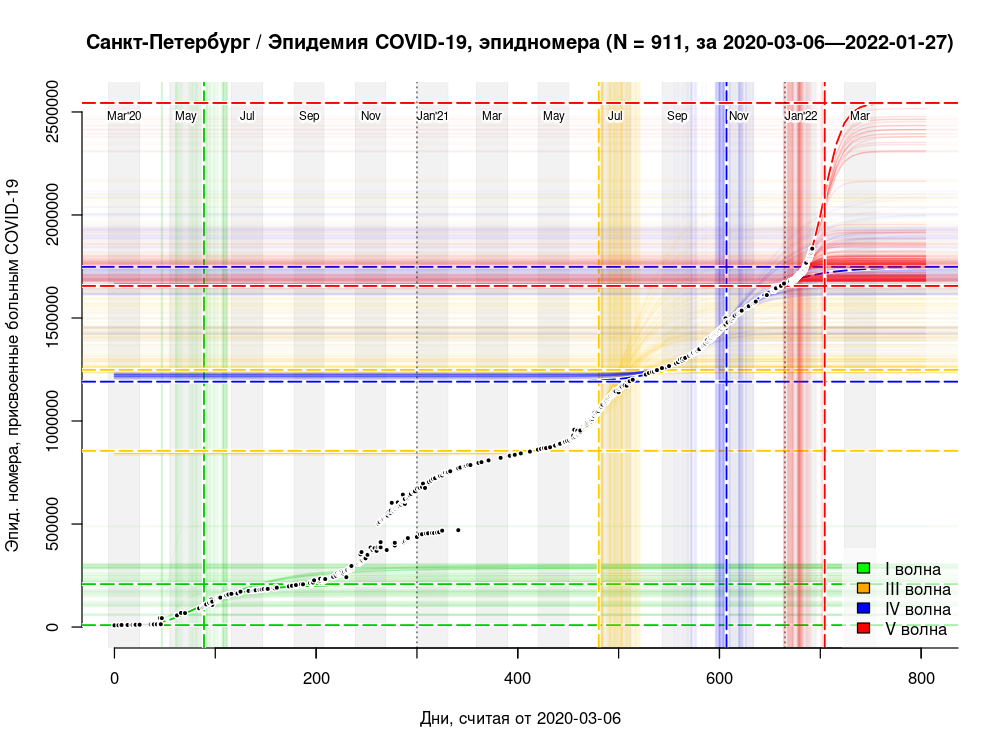 Санкт-Петербург / Эпидемия COVID-19, эпидномера (N = 911, за 2020-03-06—2022-01-27)
Эпид. номера, присвоенные больным COVID-19
2500000
2000000
1500000
1000000
500000
0
Mar'20 May Jul Sep Nov Jan'21 Mar May Jul Sep Nov Jan'22 Mar
I волна
III волна
IV волна
V волна
0 200 400 600 800
Дни, считая от 2020-03-06